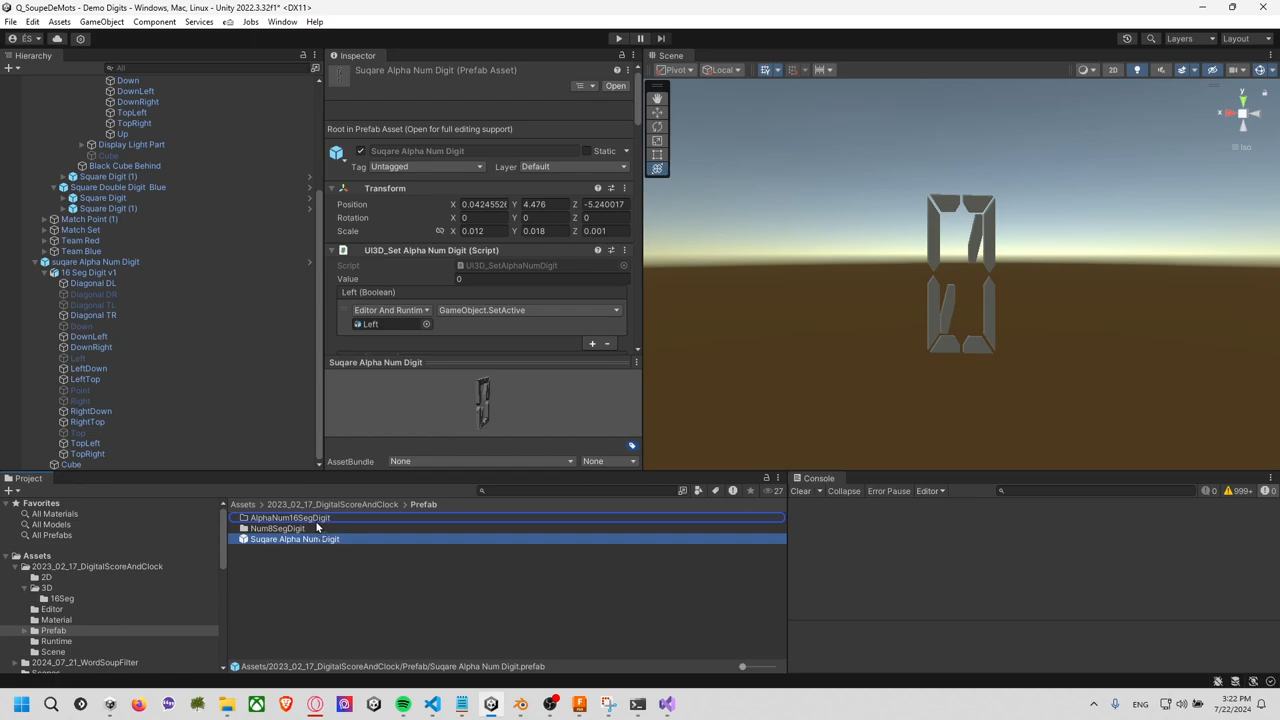 Q_SoupeDeMots - Demo Digits - Windows, Mac, Linux - Unity 2022.3.32f1* <DX11>
File Edit Assets GameObject Component Services Jobs Window Help
ÉS Layers Layout
Hierarchy
All
Down
DownLeft
DownRight
TopLeft
TopRight
Up
Display Light Part
Cube
Black Cube Behind
Square Digit (1)
Square Double Digit Blue
Square Digit
Square Digit (1)
Match Point (1)
Match Set
Team Red
Team Blue
suqare Alpha Num Digit
16 Seg Digit v1
Diagonal DL
Diagonal DR
Diagonal TL
Diagonal TR
Down
DownLeft
DownRight
Left
LeftDown
LeftTop
Point
Right
RightDown
RightTop
Top
TopLeft
TopRight
Cube
Inspector
Suqare Alpha Num Digit (Prefab Asset)
Open
Root in Prefab Asset (Open for full editing support)
Suqare Alpha Num Digit Static
Tag Untagged Layer Default
Transform
Position X 0.04245526 Y 4.476 Z -5.240017
Rotation X 0 Y 0 Z 0
Scale X 0.012 Y 0.018 Z 0.001
UI3D_Set Alpha Num Digit (Script)
Script UI3D_SetAlphaNumDigit
Value 0
Left (Boolean)
Editor And Runtim GameObject.SetActive
Left
+ -
Suqare Alpha Num Digit
AssetBundle None None
Scene
Pivot Local 2D
y
x
Iso
Project
27
Favorites
All Materials
All Models
All Prefabs
Assets
2023_02_17_DigitalScoreAndClock
2D
3D
16Seg
Editor
Material
Prefab
Runtime
Scene
2024_07_21_WordSoupFilter
Assets > 2023_02_17_DigitalScoreAndClock > Prefab
AlphaNum16SegDigit
Num8SegDigit
Suqare Alpha Num Digit
Assets/2023_02_17_DigitalScoreAndClock/Prefab/Suqare Alpha Num Digit.prefab
Console
Clear Collapse Error Pause Editor 0 999+ 0
ENG 3:22 PM
7/22/2024